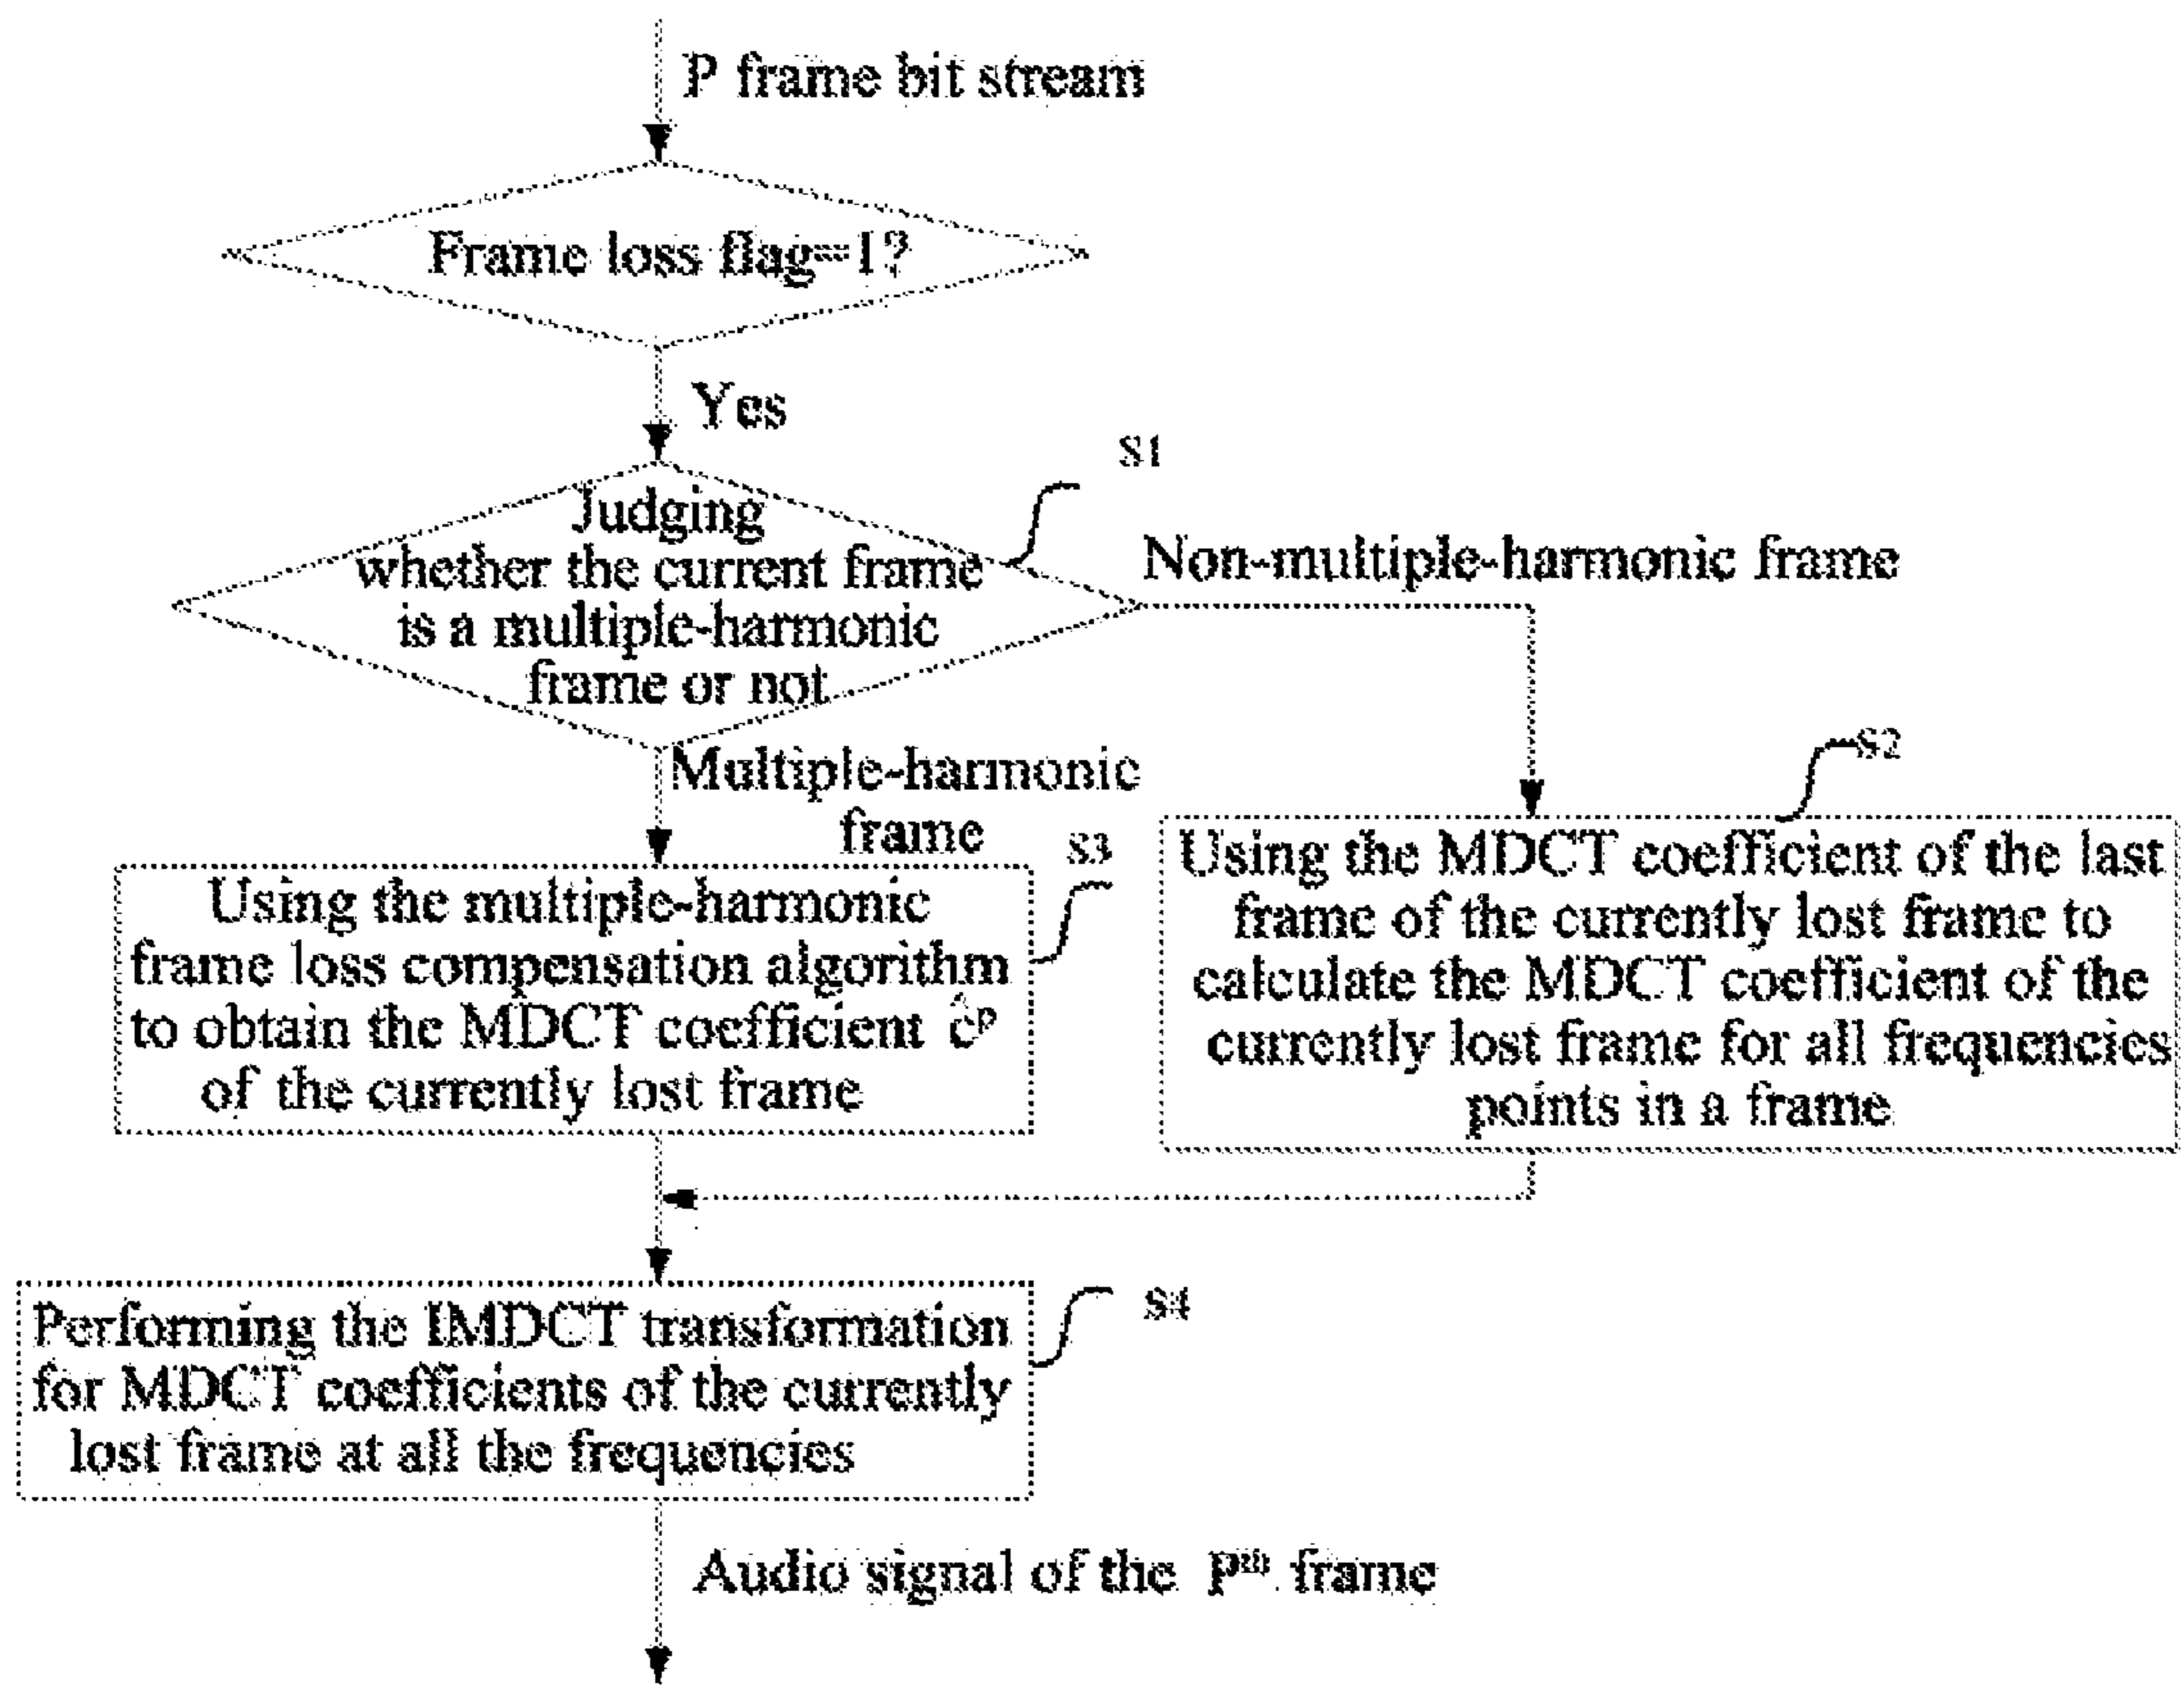 P frame bit stream
Frame loss flag=1?
Yes
S1
Judging
whether the current frame
is a multiple-harmonic
frame or not
Non-multiple-harmonic frame
Multiple-harmonic
frame
S2
S3
Using the multiple-harmonic
frame loss compensation algorithm
to obtain the MDCT coefficient ĉᵖ
of the currently lost frame
Using the MDCT coefficient of the last
frame of the currently lost frame to
calculate the MDCT coefficient of the
currently lost frame for all frequencies
points in a frame
S4
Performing the IMDCT transformation
for MDCT coefficients of the currently
lost frame at all the frequencies
Audio signal of the Pᵗʰ frame